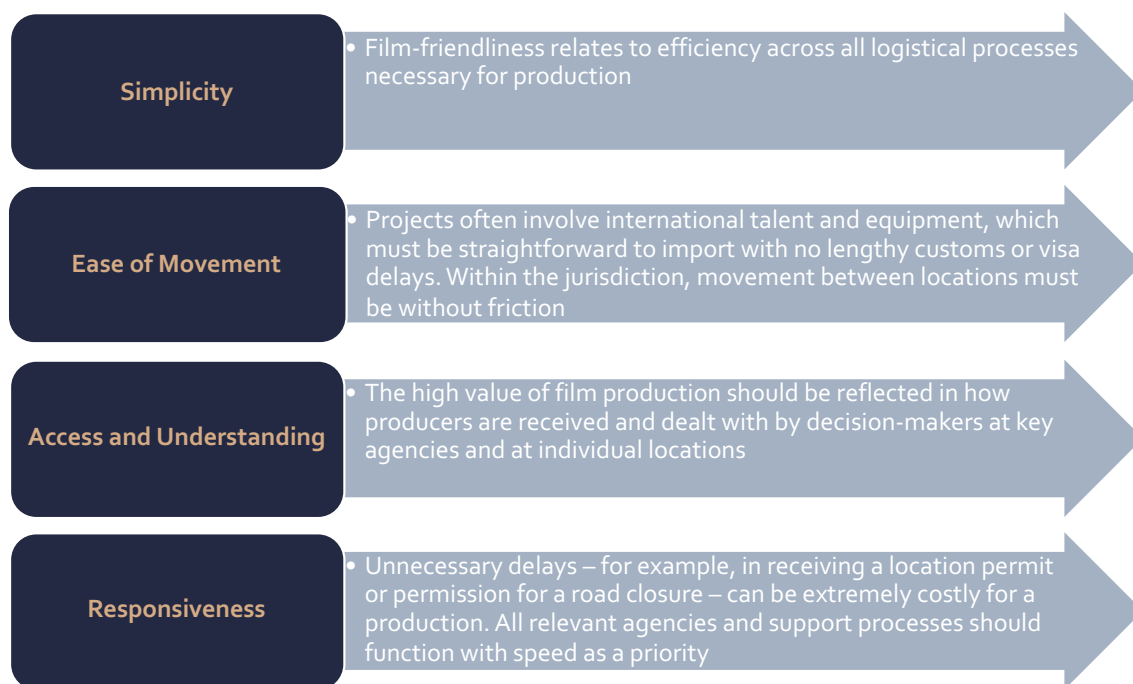 Simplicity
• Film-friendliness relates to efficiency across all logistical processes
necessary for production
Ease of Movement
• Projects often involve international talent and equipment, which
must be straightforward to import with no lengthy customs or visa
delays. Within the jurisdiction, movement between locations must
be without friction
Access and Understanding
• The high value of film production should be reflected in how
producers are received and dealt with by decision-makers at key
agencies and at individual locations
Responsiveness
• Unnecessary delays – for example, in receiving a location permit
or permission for a road closure – can be extremely costly for a
production. All relevant agencies and support processes should
function with speed as a priority